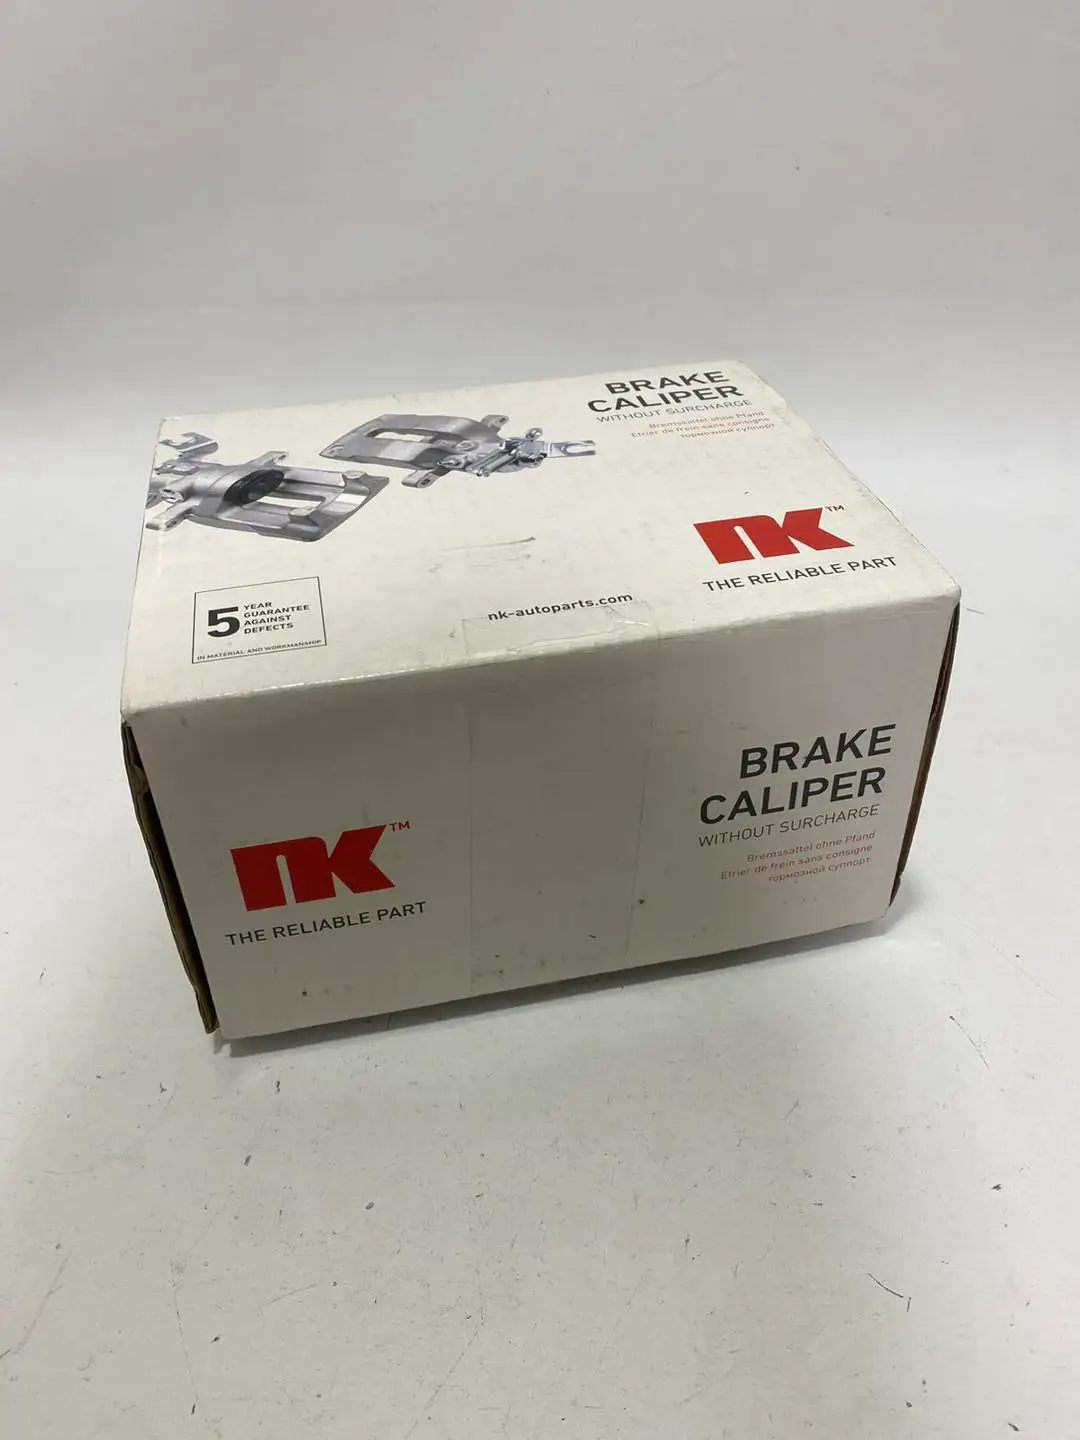 BRAKE
CALIPER
WITHOUT SURCHARGE
Bremssattel ohne Pfand
Etrier de frein sans consigne
тормозной суппорт
NK™
THE RELIABLE PART
5 YEAR
GUARANTEE
AGAINST
DEFECTS
IN MATERIAL AND WORKMANSHIP
nk-autoparts.com
BRAKE
CALIPER
WITHOUT SURCHARGE
Bremssattel ohne Pfand
Etrier de frein sans consigne
тормозной суппорт
NK™
THE RELIABLE PART